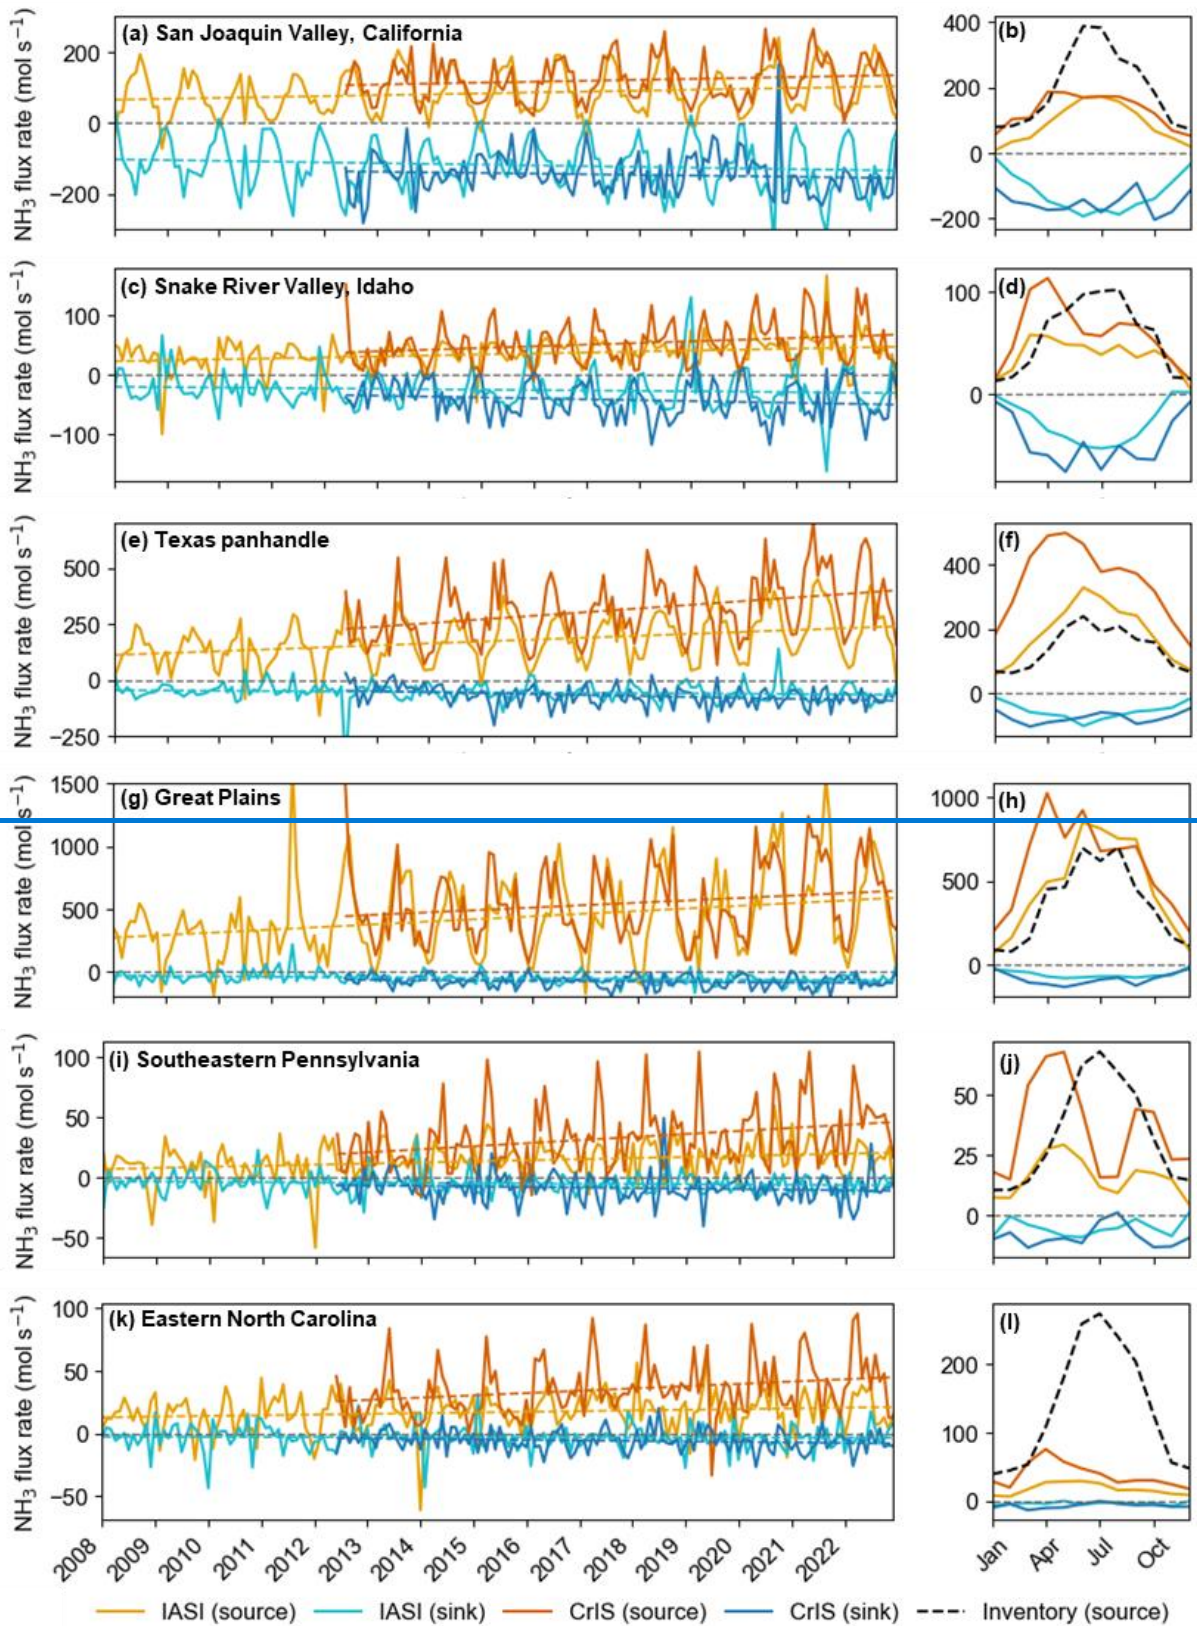 (a) San Joaquin Valley, California
NH3 flux rate (mol s−1)
200
0
−200
(b)
400
200
0
−200
(c) Snake River Valley, Idaho
NH3 flux rate (mol s−1)
100
0
−100
(d)
100
0
(e) Texas panhandle
NH3 flux rate (mol s−1)
500
250
0
−250
(f)
400
200
0
(g) Great Plains
NH3 flux rate (mol s−1)
1500
1000
500
0
(h)
1000
500
0
(i) Southeastern Pennsylvania
NH3 flux rate (mol s−1)
100
50
0
−50
(j)
50
25
0
(k) Eastern North Carolina
NH3 flux rate (mol s−1)
100
50
0
−50
(l)
200
100
0
2008 2009 2010 2011 2012 2013 2014 2015 2016 2017 2018 2019 2020 2021 2022
Jan Apr Jul Oct
IASI (source) IASI (sink) CrIS (source) CrIS (sink) Inventory (source)